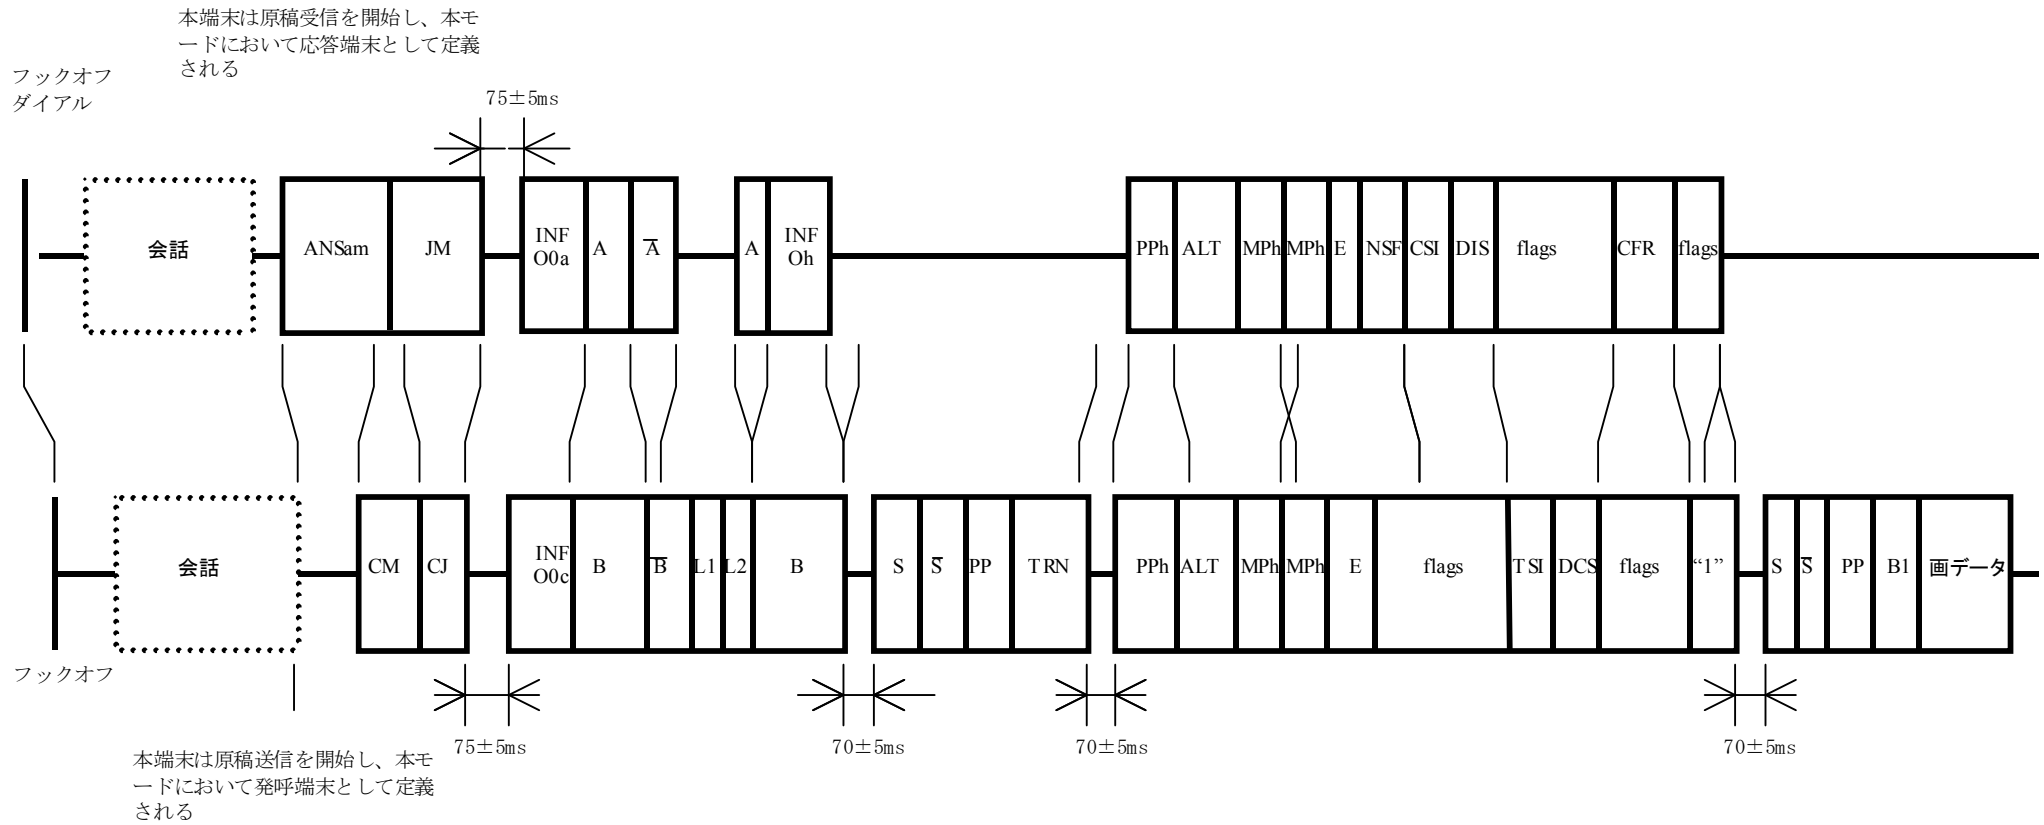 本端末は原稿受信を開始し、本モ
ードにおいて応答端末として定義
される
フックオフ
ダイアル
75±5ms
会話
ANSam
JM
INF
O0a
A
A̅
A
INF
Oh
PPh
ALT
MPh
MPh
E
NSF
CSI
DIS
flags
CFR
flags
会話
CM
CJ
INF
O0c
B
B̅
L1
L2
B
S
S̅
PP
TRN
PPh
ALT
MPh
MPh
E
flags
TSI
DCS
flags
“1”
S
S̅
PP
B1
画データ
フックオフ
75±5ms
70±5ms
70±5ms
70±5ms
本端末は原稿送信を開始し、本モ
ードにおいて発呼端末として定義
される